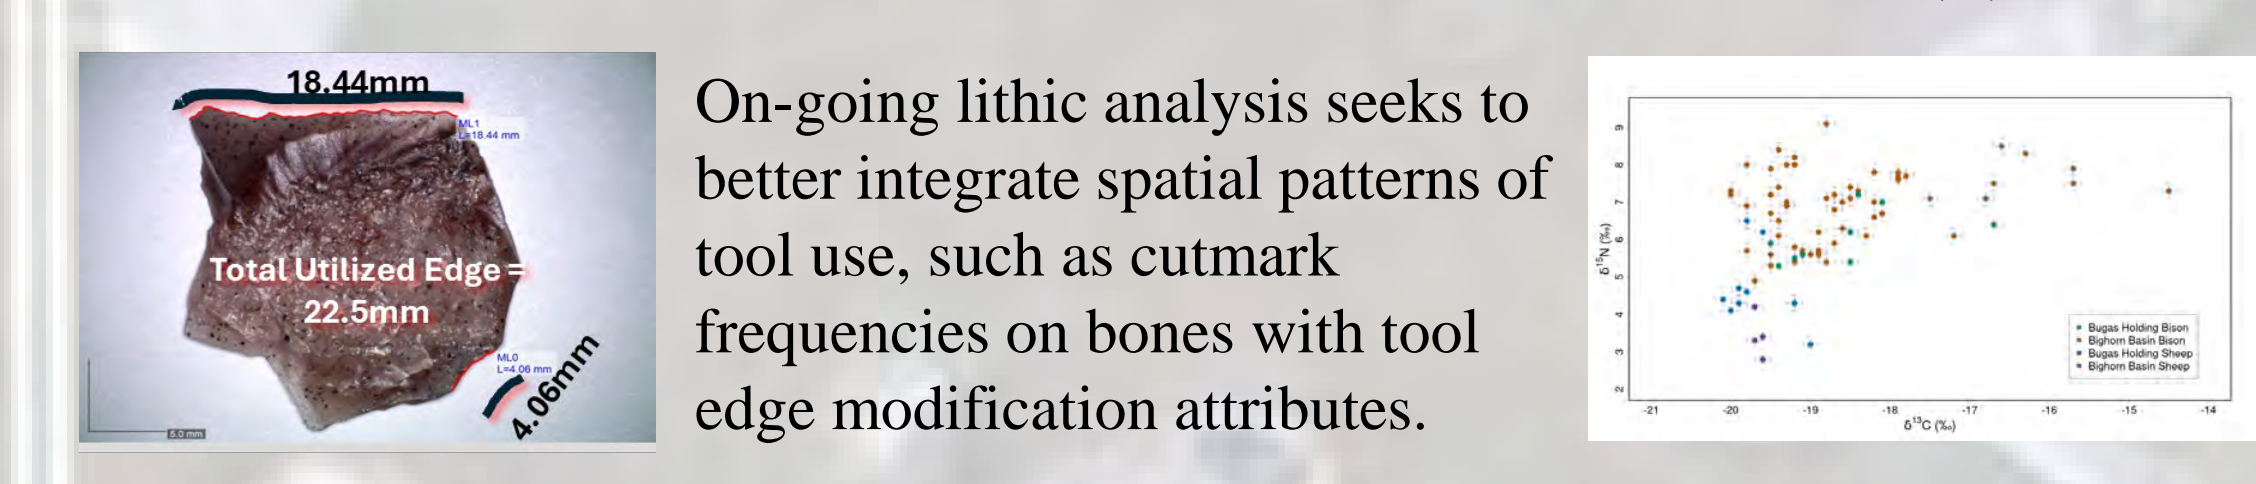 18.44mm
ML1
L=18.44 mm
Total Utilized Edge =
22.5mm
ML0
L=4.06 mm
4.06mm
5.0 mm
On-going lithic analysis seeks to
better integrate spatial patterns of
tool use, such as cutmark
frequencies on bones with tool
edge modification attributes.
9
8
7
6
5
4
3
2
δ15N (‰)
Bugas Holding Bison
Bighorn Basin Bison
Bugas Holding Sheep
Bighorn Basin Sheep
-21 -20 -19 -18 -17 -16 -15 -14
δ13C (‰)